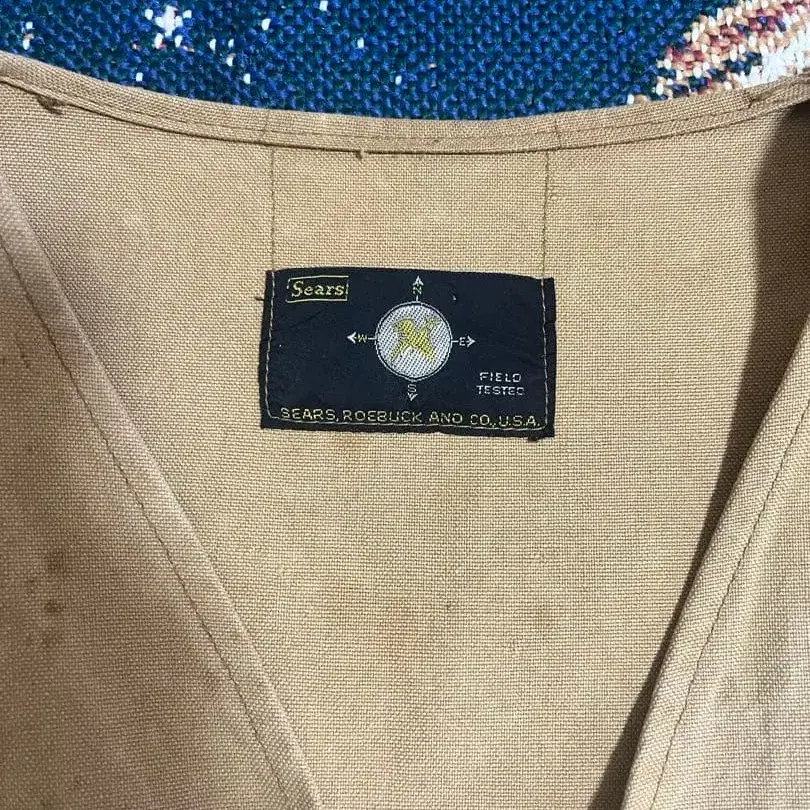 Sears
N
W E
S
FIELD
TESTED
SEARS, ROEBUCK AND CO., U.S.A.